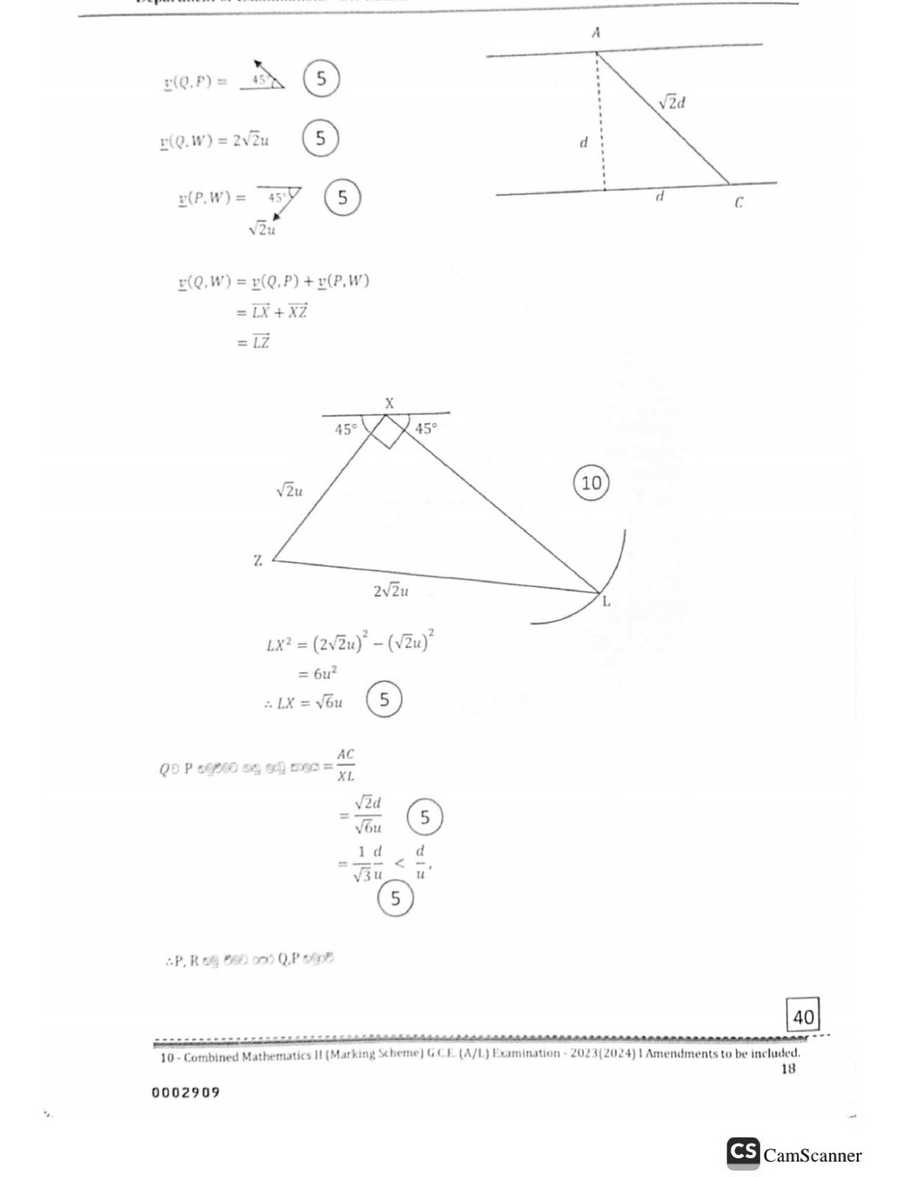 A
v(Q,P) = 45° 5
√2d
v(Q,W) = 2√2u 5
d
v(P,W) = 45° 5
d
C
√2u
v(Q,W) = v(Q,P) + v(P,W)
= LX + XZ
= LZ
X
45° 45°
√2u
10
Z
2√2u
L
LX² = (2√2u)² − (√2u)²
= 6u²
∴ LX = √6u 5
P = AC/XL
= √2d/√6u 5
= 1/√3 d/u < d/u,
5
∴P, R Q,P
40
10 - Combined Mathematics II (Marking Scheme) G.C.E. (A/L) Examination - 2023(2024) | Amendments to be included.
18
0002909
CS CamScanner